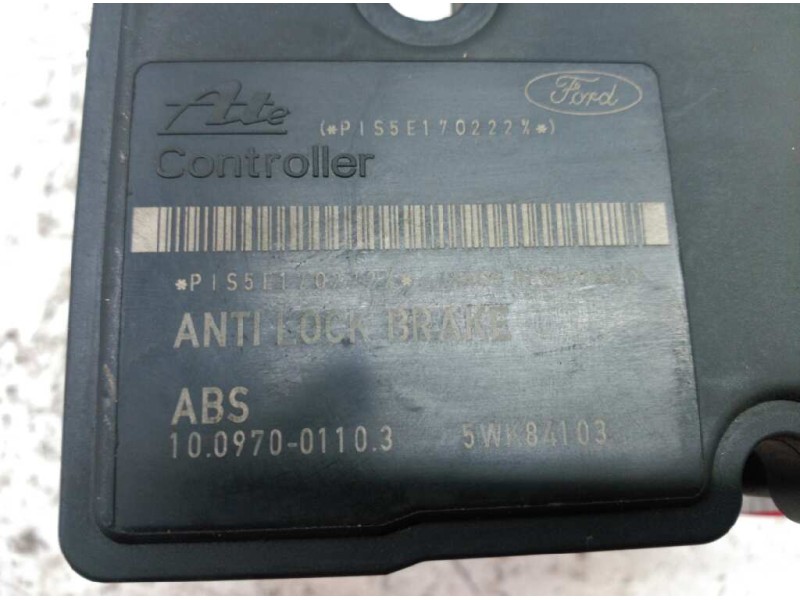 Ate
Ford
(*PIS5E170222%*)
Controller
ANTI LOCK BRAKE
ABS
10.0970-0110.3 5WK84103